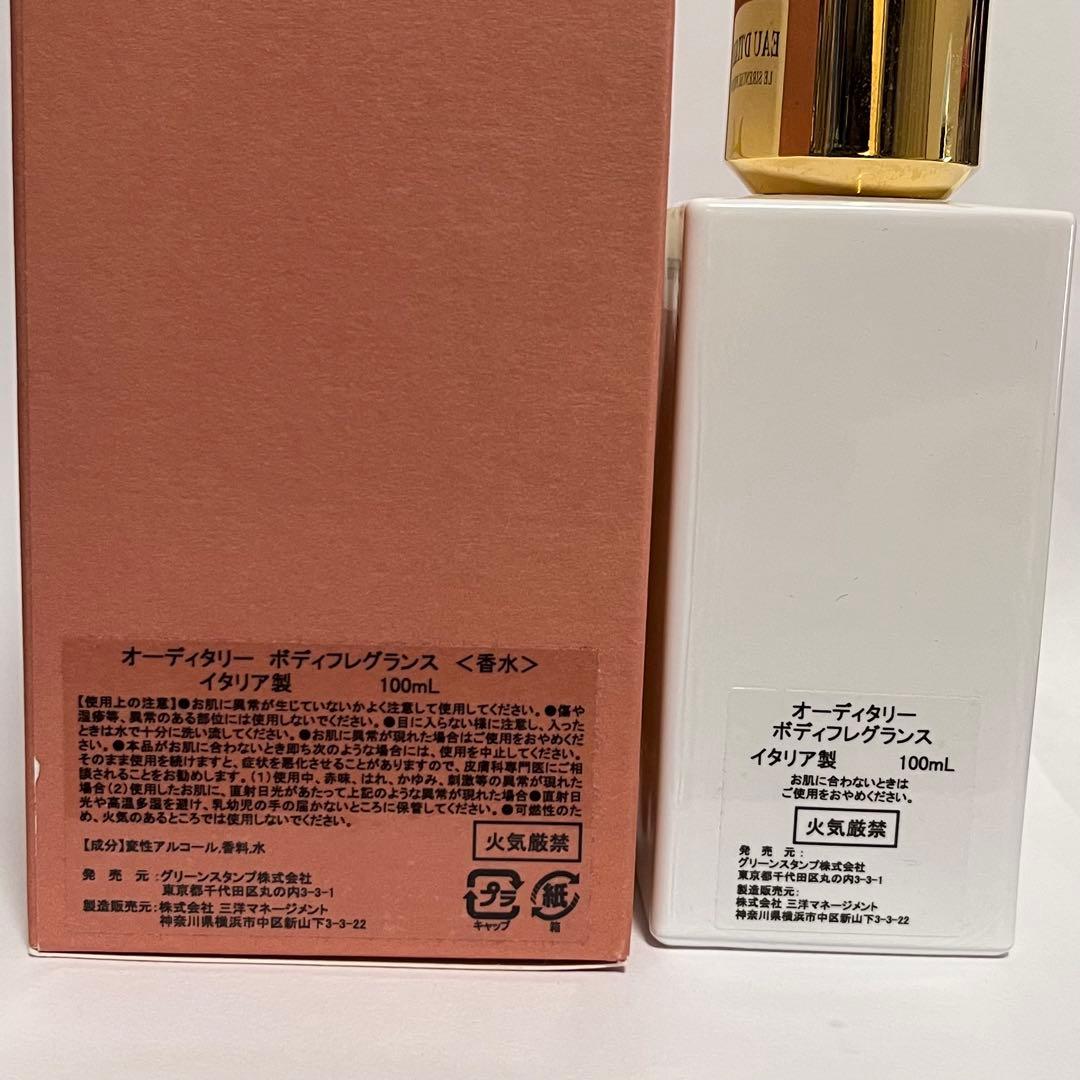 オーディタリー ボディフレグランス <香水>
イタリア製 100mL
【使用上の注意】●お肌に異常が生じていないかよく注意して使用してください。●傷や
湿疹等、異常のある部位には使用しないでください。●目に入らない様に注意し、入った
ときは水で十分に洗い流してください。●お肌に異常が現れた場合はご使用をおやめくだ
さい。●本品がお肌に合わないとき即ち次のような場合には、使用を中止してください。
そのまま使用を続けますと、症状を悪化させることがありますので、皮膚科専門医にご相
談されることをお勧めします。(1)使用中、赤味、はれ、かゆみ、刺激等の異常が現れた
場合(2)使用したお肌に、直射日光があたって上記のような異常が現れた場合●直射日
光や高温多湿を避け、乳幼児の手の届かないところに保管してください。●可燃性のた
め、火気のあるところでは使用しないでください。
【成分】変性アルコール,香料,水
火気厳禁
発 売 元:グリーンスタンプ株式会社
東京都千代田区丸の内3-3-1
製造販売元:株式会社 三洋マネージメント
神奈川県横浜市中区新山下3-3-22
プラ
キャップ
紙
箱
EAU D'
オーディタリー
ボディフレグランス
イタリア製 100mL
お肌に合わないときは
ご使用をおやめください。
火気厳禁
発 売 元:
グリーンスタンプ株式会社
東京都千代田区丸の内3-3-1
製造販売元:
株式会社 三洋マネージメント
神奈川県横浜市中区新山下3-3-22